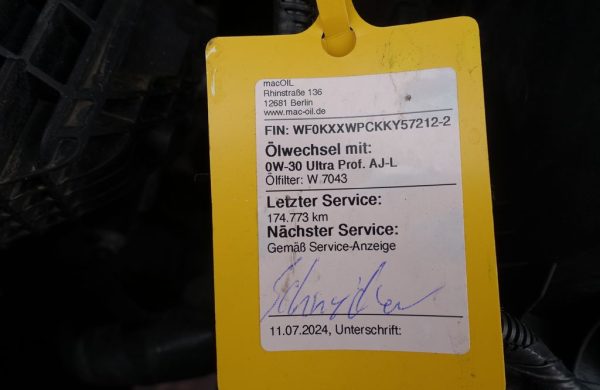 macOIL
Rhinstraße 136
12681 Berlin
www.mac-oil.de
FIN: WF0KXXWPCKKY57212-2
Ölwechsel mit:
0W-30 Ultra Prof. AJ-L
Ölfilter: W 7043
Letzter Service:
174.773 km
Nächster Service:
Gemäß Service-Anzeige
11.07.2024, Unterschrift: